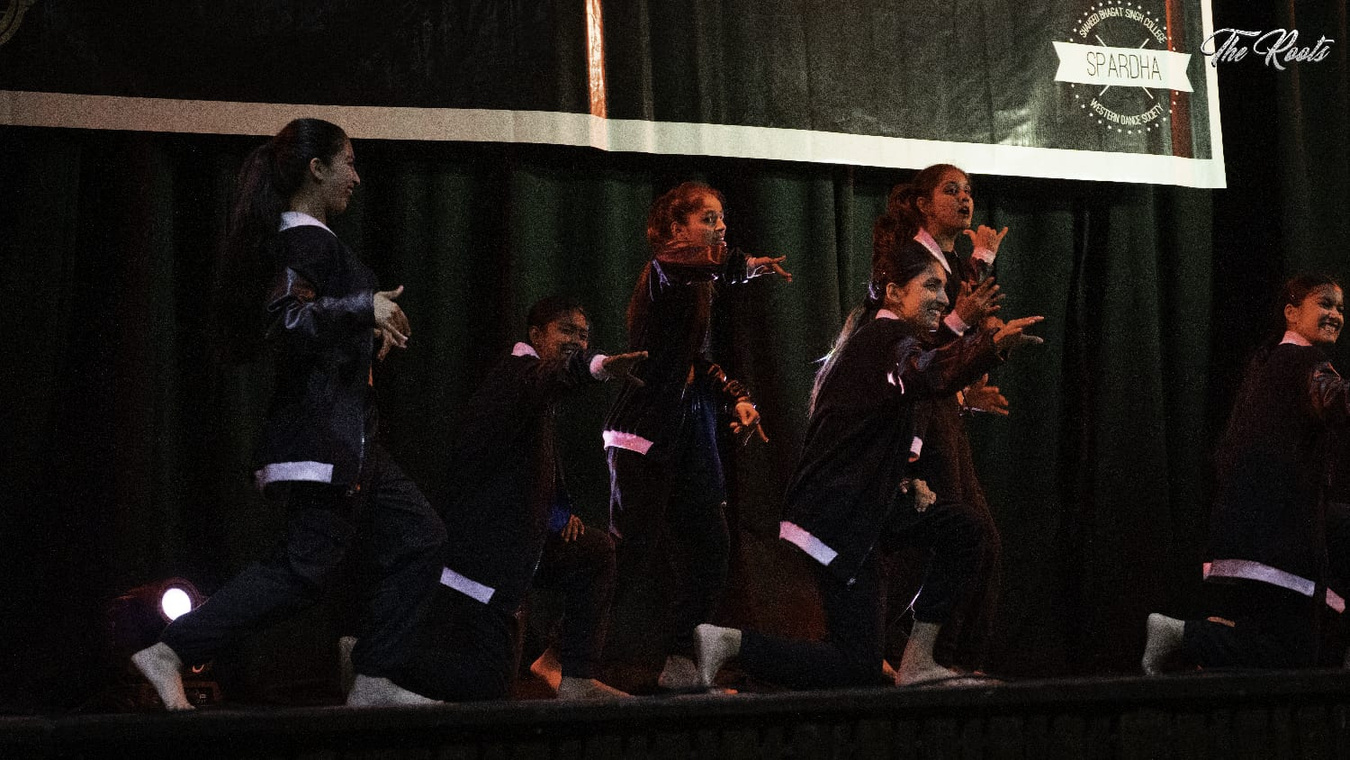 SHAHEED BHAGAT SINGH COLLEGE
SPARDHA
WESTERN DANCE SOCIETY
The Roots